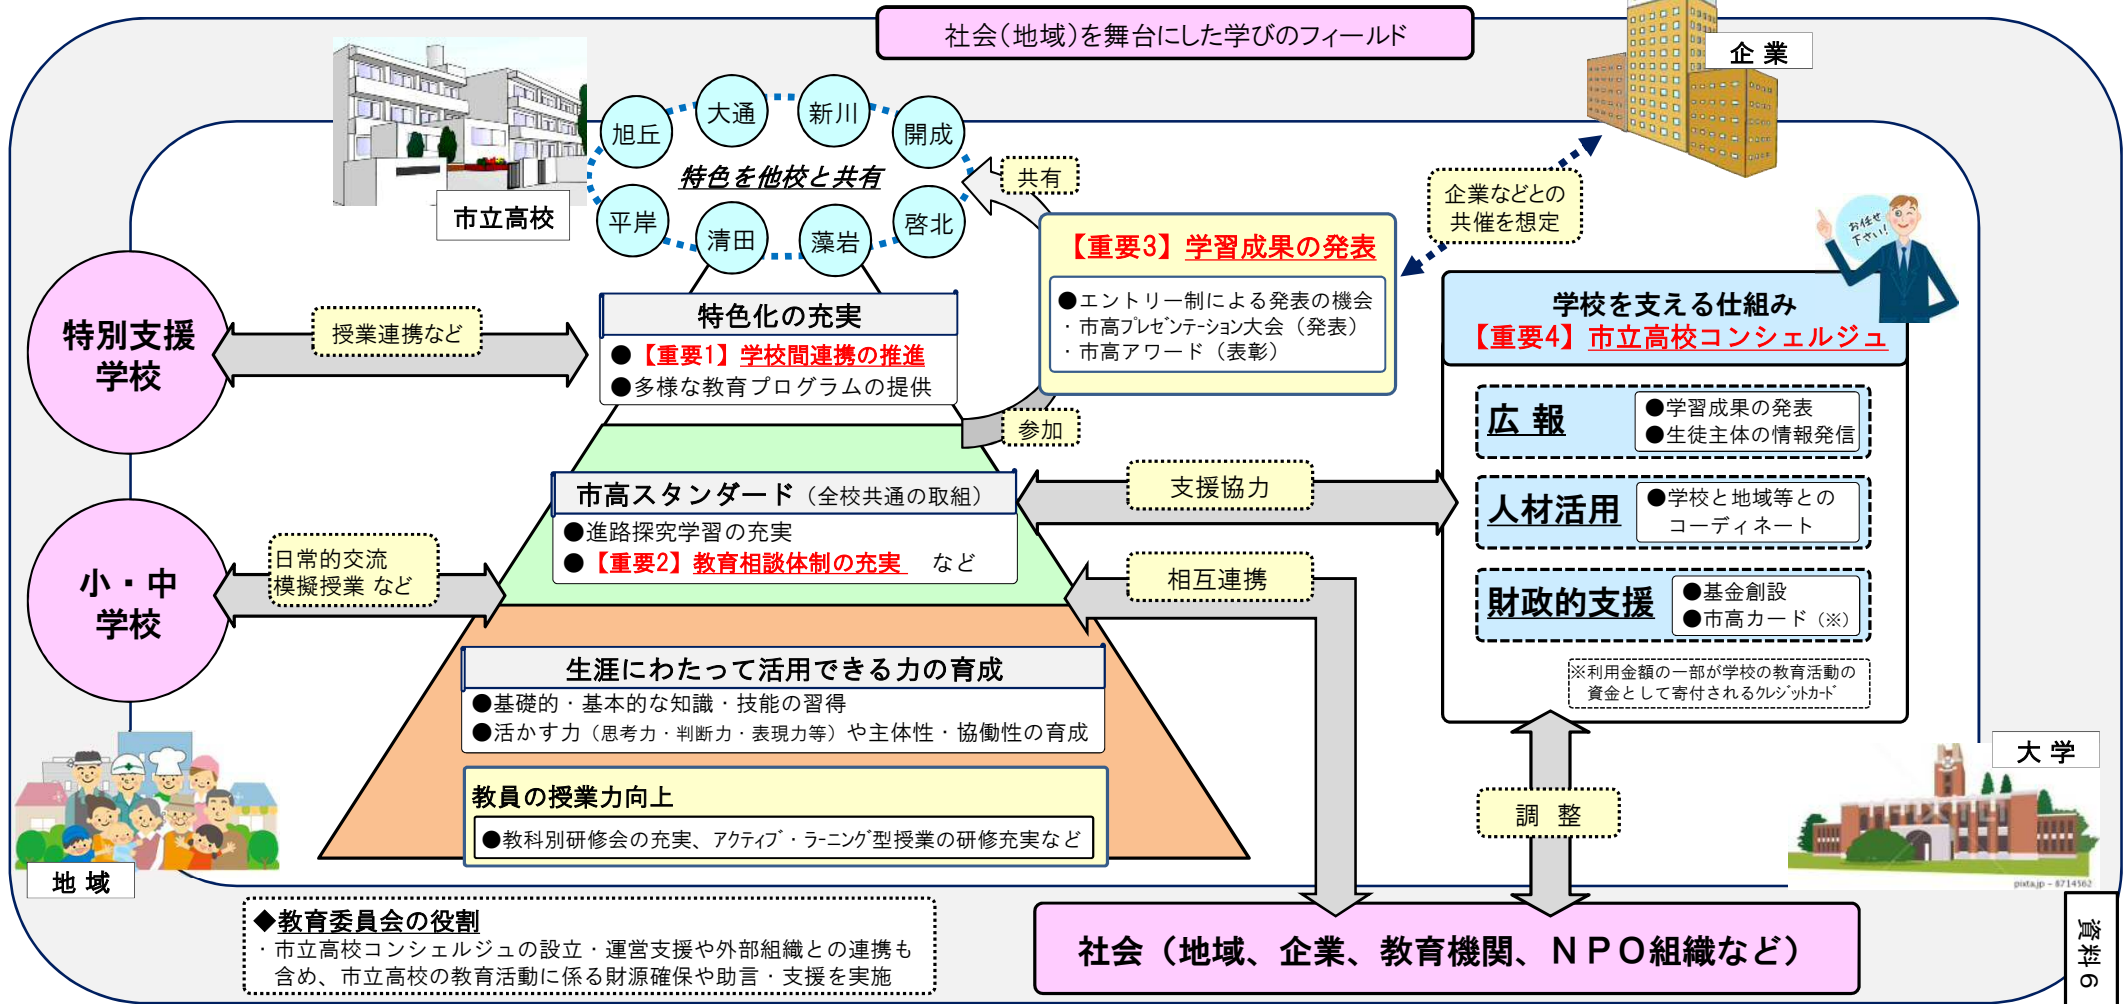 社会(地域)を舞台にした学びのフィールド
企 業
市立高校
旭丘
大通
新川
開成
特色を他校と共有
平岸
清田
藻岩
啓北
共有
企業などとの
共催を想定
お任せ
下さい!
【重要3】学習成果の発表
●エントリー制による発表の機会
・市高プレゼンテーション大会(発表)
・市高アワード(表彰)
特別支援
学校
授業連携など
特色化の充実
●【重要1】学校間連携の推進
●多様な教育プログラムの提供
参加
学校を支える仕組み
【重要4】市立高校コンシェルジュ
広 報
●学習成果の発表
●生徒主体の情報発信
人材活用
●学校と地域等との
コーディネート
財政的支援
●基金創設
●市高カード(※)
※利用金額の一部が学校の教育活動の
資金として寄付されるクレジットカード
市高スタンダード(全校共通の取組)
●進路探究学習の充実
●【重要2】教育相談体制の充実 など
支援協力
小・中
学校
日常的交流
模擬授業 など
相互連携
生涯にわたって活用できる力の育成
●基礎的・基本的な知識・技能の習得
●活かす力(思考力・判断力・表現力等)や主体性・協働性の育成
教員の授業力向上
●教科別研修会の充実、アクティブ・ラーニング型授業の研修充実など
調 整
大 学
pixta.jp - 8714562
地 域
◆教育委員会の役割
・市立高校コンシェルジュの設立・運営支援や外部組織との連携も
含め、市立高校の教育活動に係る財源確保や助言・支援を実施
社会(地域、企業、教育機関、NPO組織など)
資料6